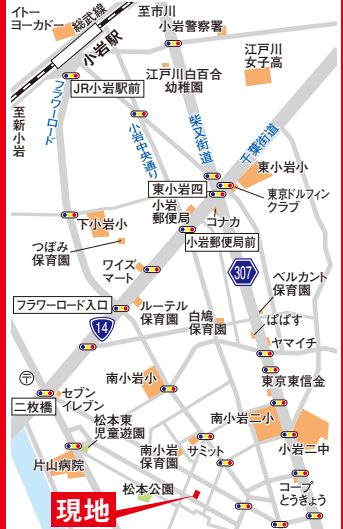 イトー
ヨーカドー
総武線
至市川
小岩警察署
小岩駅
江戸川
女子高
江戸川百合
幼稚園
JR小岩駅前
フラワーロード
至新小岩
小岩中央通り
柴又街道
千葉街道
東小岩小
東小岩四
東京ドルフィン
クラブ
小岩
郵便局
コナカ
下小岩小
小岩郵便局前
つぼみ
保育園
ワイズ
マート
307
ベルカント
保育園
フラワーロード入口
ルーテル
保育園
白鳩
保育園
ぱぱす
ヤマイチ
14
〒
セブン
イレブン
二枚橋
南小岩小
東京東信金
松本東
児童遊園
南小岩二小
片山病院
南小岩
保育園
サミット
小岩二中
松本公園
コープ
とうきょう
現地